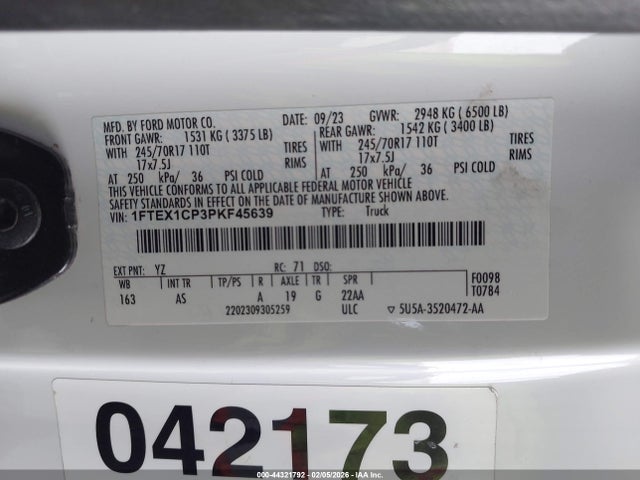 MFD. BY FORD MOTOR CO. DATE: 09/23 GVWR: 2948 KG ( 6500 LB)
FRONT GAWR: 1531 KG ( 3375 LB) REAR GAWR: 1542 KG ( 3400 LB)
WITH 245/70R17 110T TIRES WITH 245/70R17 110T TIRES
17x7.5J RIMS 17x7.5J RIMS
AT 250 kPa/ 36 PSI COLD AT 250 kPa/ 36 PSI COLD
THIS VEHICLE CONFORMS TO ALL APPLICABLE FEDERAL MOTOR VEHICLE
SAFETY STANDARDS IN EFFECT ON THE DATE OF MANUFACTURE SHOWN ABOVE.
VIN: 1FTEX1CP3PKF45639 TYPE: Truck
EXT PNT: YZ RC: 71 DSO:
WB INT TR TP/PS R AXLE TR SPR F0098
163 AS A 19 G 22AA T07B4
2202309305259 ULC ▽ 5U5A-3520472-AA
042173
000-44321792 - 02/05/2026 - IAA